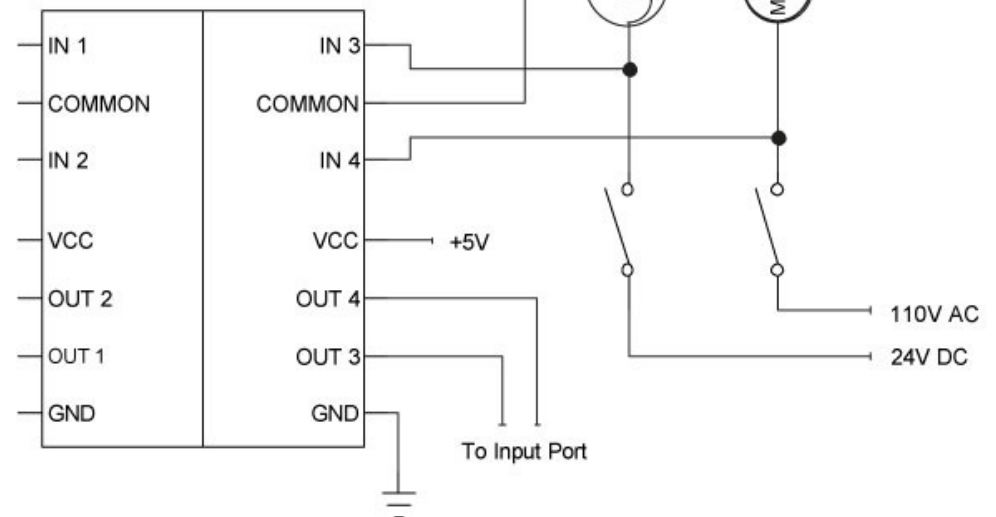 IN 1
IN 3
COMMON
COMMON
IN 2
IN 4
VCC
VCC
+5V
OUT 2
OUT 4
110V AC
OUT 1
OUT 3
24V DC
GND
GND
To Input Port
M